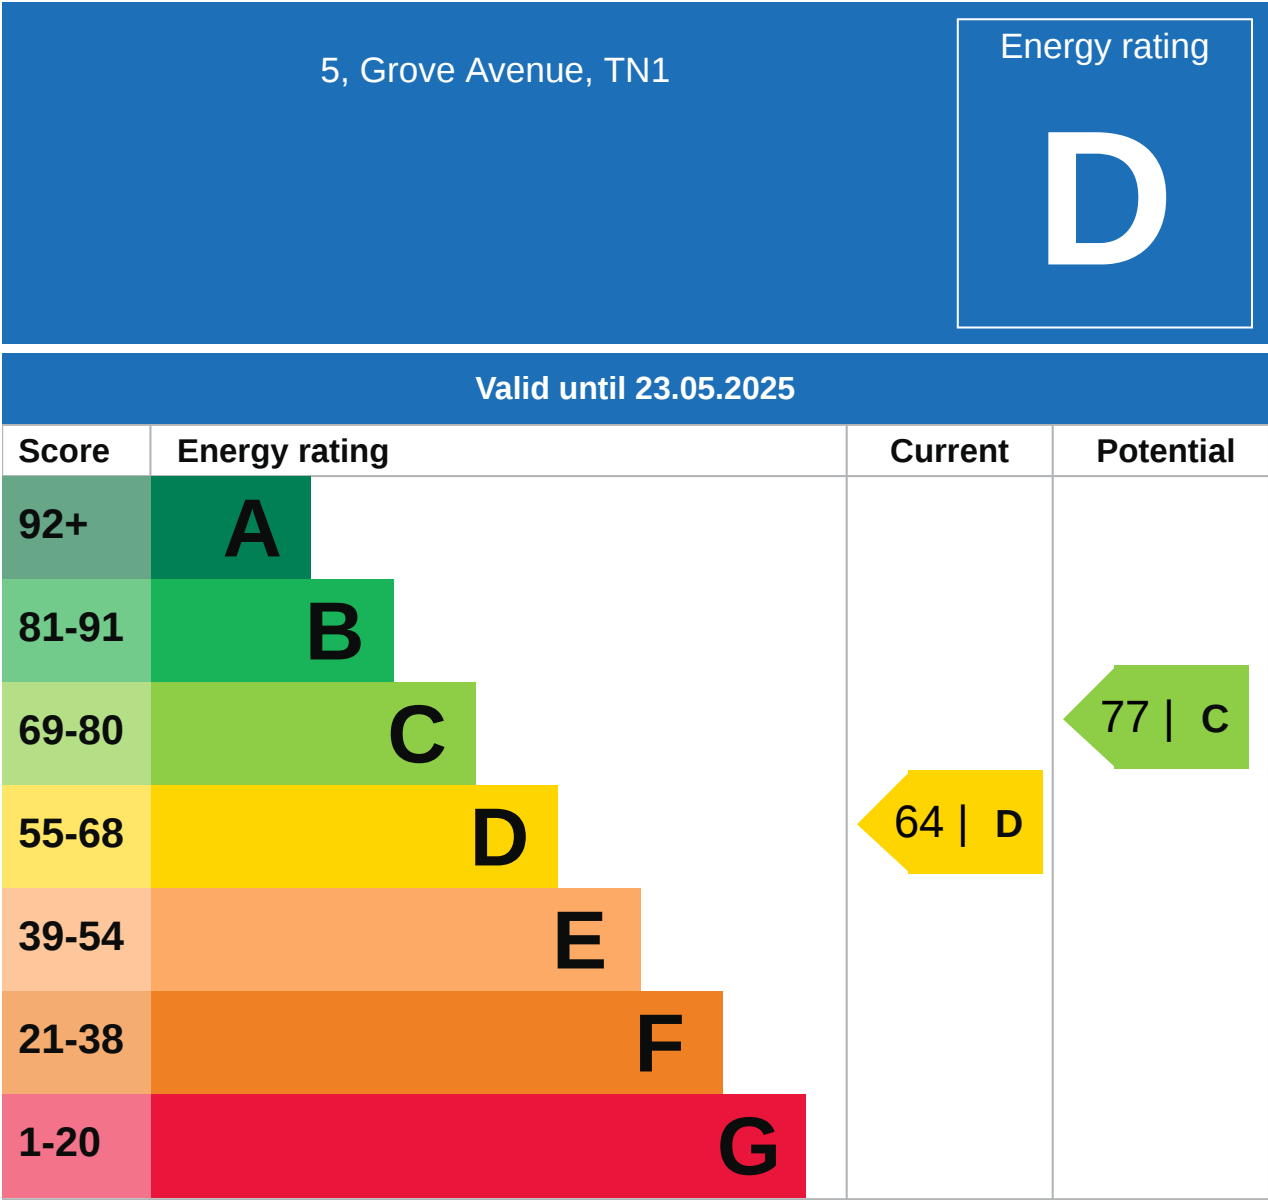 5, Grove Avenue, TN1
Energy rating
D
Valid until 23.05.2025
Score Energy rating Current Potential
92+ A
81-91 B
69-80 C 77 | C
55-68 D 64 | D
39-54 E
21-38 F
1-20 G